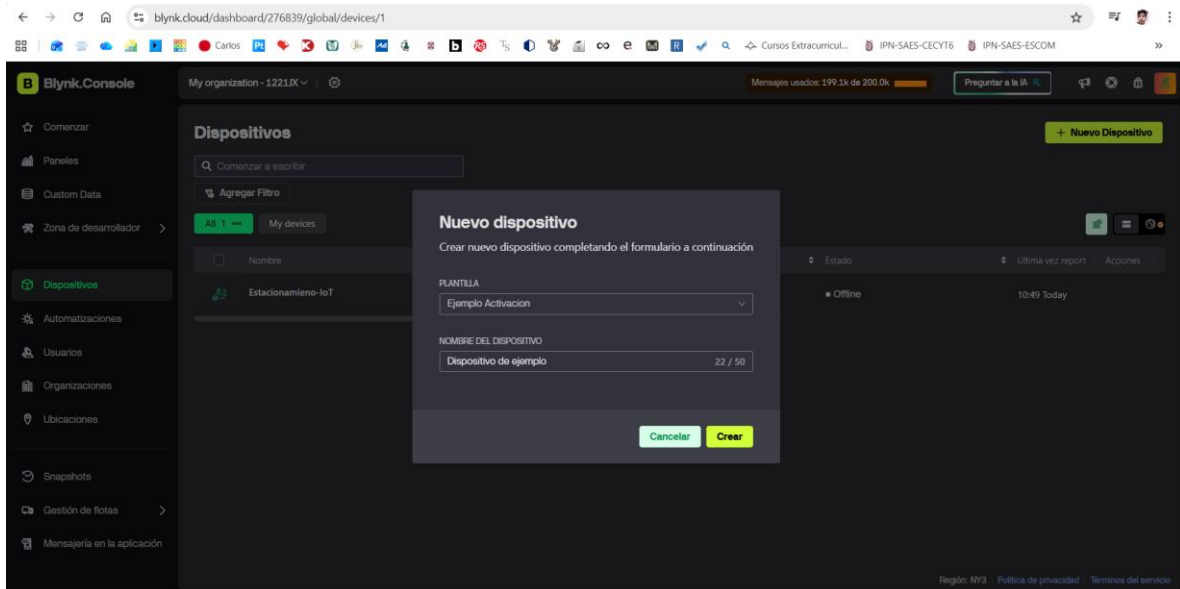 blynk.cloud/dashboard/276839/global/devices/1
Carlos
Cursos Extracurricul...
IPN-SAES-CECYT6
IPN-SAES-ESCOM
Blynk.Console
My organization - 1221JX
Mensajes usados: 199.1k de 200.0k
Preguntar a la IA
Comenzar
Paneles
Custom Data
Zona de desarrollador
Dispositivos
Automatizaciones
Usuarios
Organizaciones
Ubicaciones
Snapshots
Gestión de flotas
Mensajería en la aplicación
Dispositivos
+ Nuevo Dispositivo
Comenzar a escribir
Agregar Filtro
All 1 •••
My devices
Nombre
Estado
Última vez report
Acciones
Estacionamieno-IoT
Offline
10:49 Today
Nuevo dispositivo
Crear nuevo dispositivo completando el formulario a continuación
PLANTILLA
Ejemplo Activacion
NOMBRE DEL DISPOSITIVO
Dispositivo de ejemplo
22 / 50
Cancelar
Crear
Región: NY3
Política de privacidad
Términos del servicio